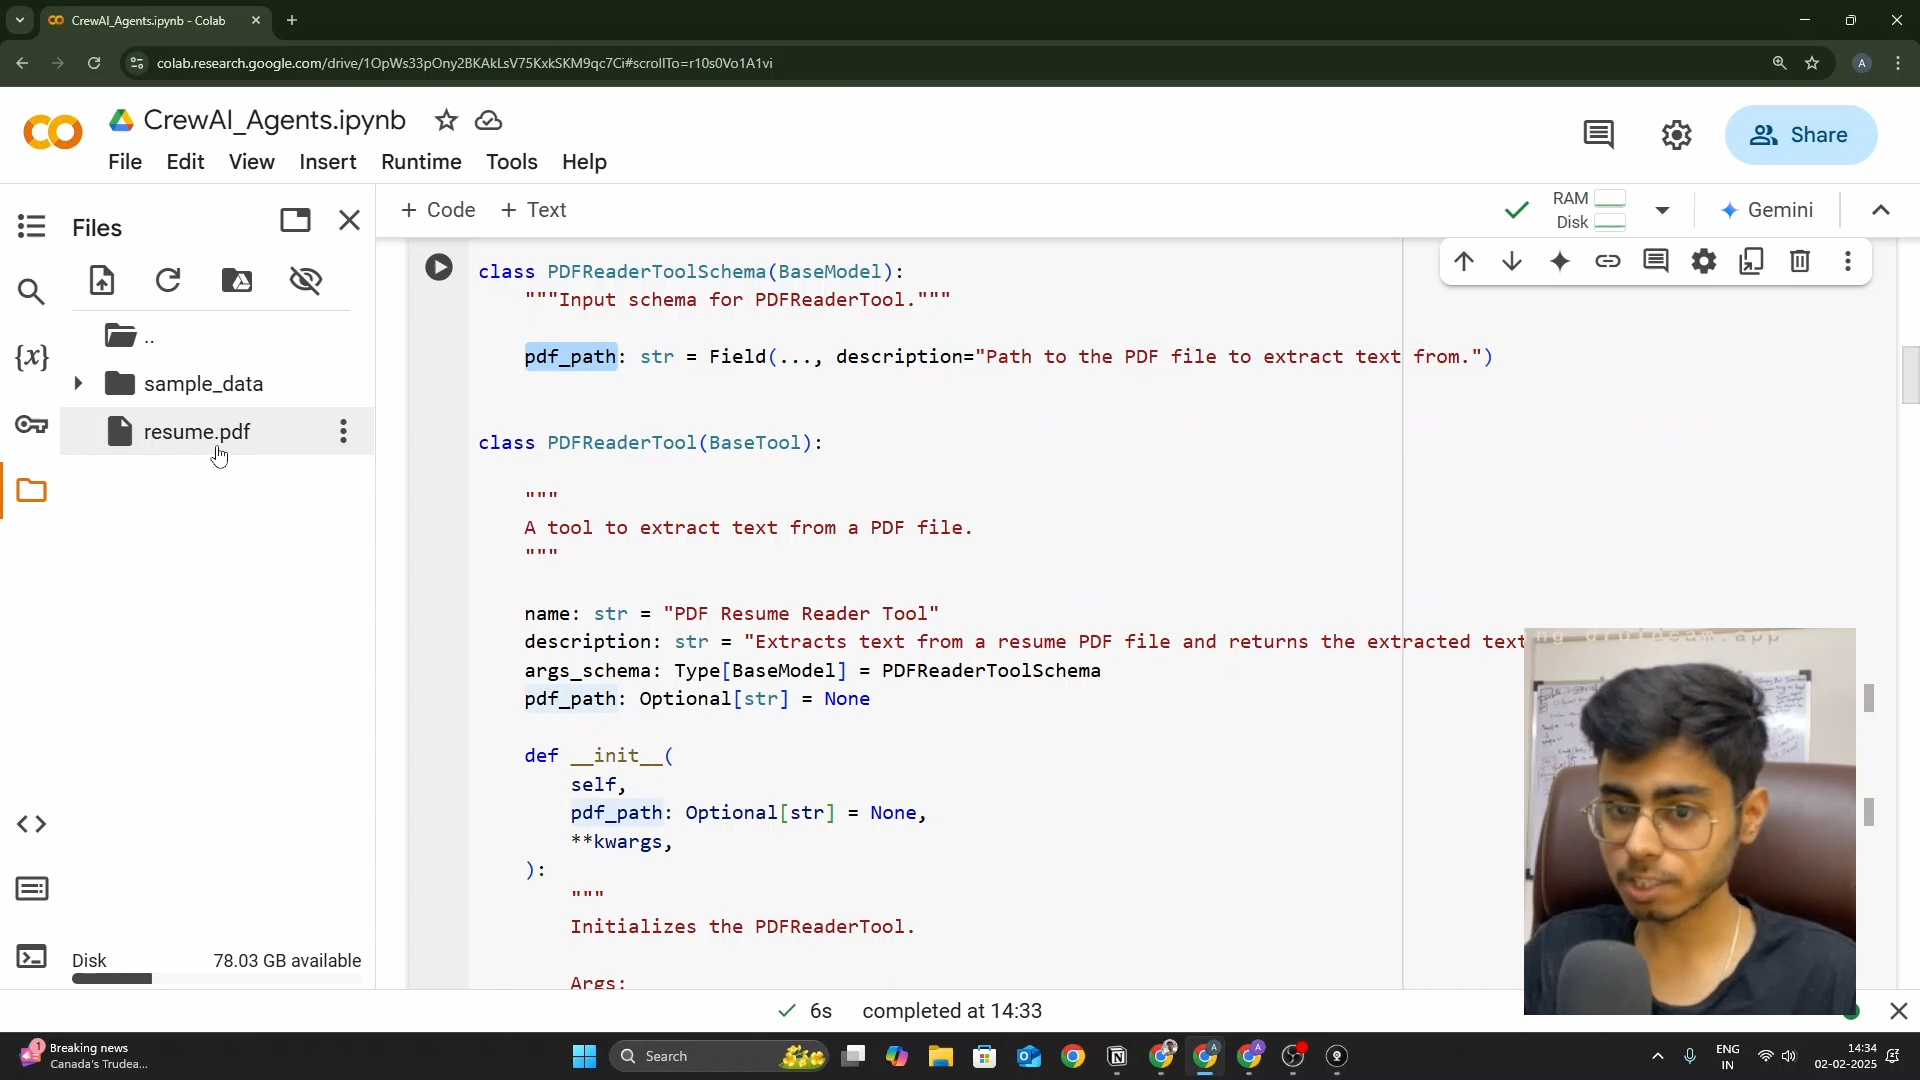 CrewAI_Agents.ipynb - Colab
colab.research.google.com/drive/1OpWs33pOny2BKAkLsV75KxkSKM9qc7Ci#scrollTo=r10s0Vo1A1vi
A
CrewAI_Agents.ipynb
File Edit View Insert Runtime Tools Help
Share
Files
+ Code + Text
RAM
Disk
Gemini
..
sample_data
resume.pdf
{x}
class PDFReaderToolSchema(BaseModel):
"""Input schema for PDFReaderTool."""
pdf_path: str = Field(..., description="Path to the PDF file to extract text from.")
class PDFReaderTool(BaseTool):
"""
A tool to extract text from a PDF file.
"""
name: str = "PDF Resume Reader Tool"
description: str = "Extracts text from a resume PDF file and returns the extracted text
args_schema: Type[BaseModel] = PDFReaderToolSchema
pdf_path: Optional[str] = None
def __init__(
self,
pdf_path: Optional[str] = None,
**kwargs,
):
"""
Initializes the PDFReaderTool.
Args:
Disk 78.03 GB available
6s completed at 14:33
1
Breaking news
Canada's Trudea...
Search
ENG
IN
14:34
02-02-2025